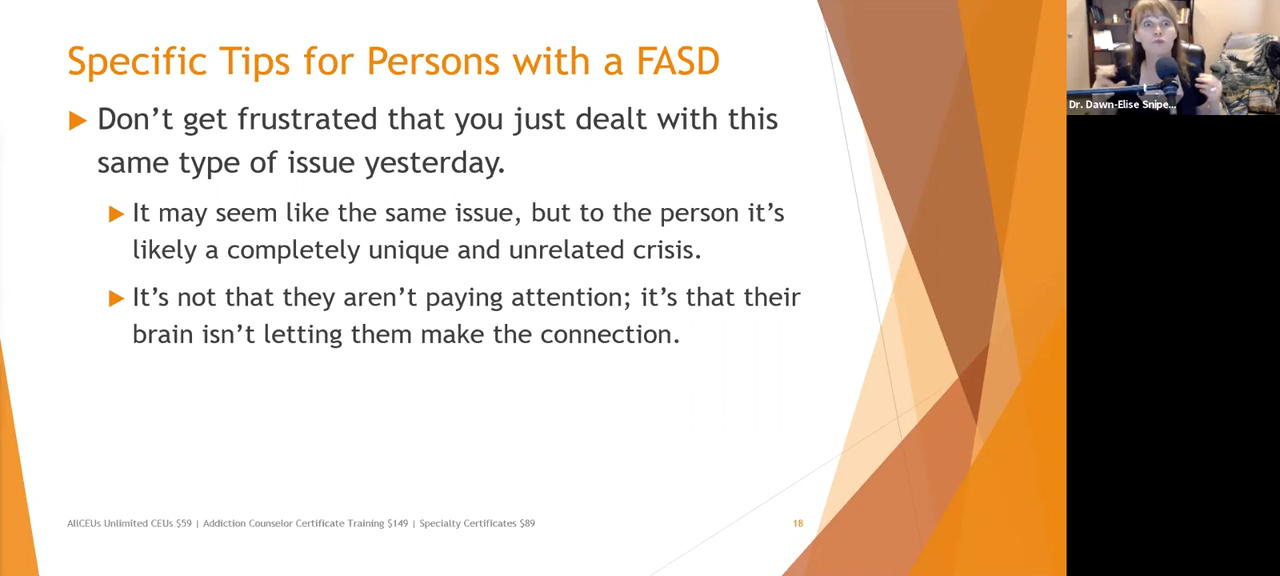 Specific Tips for Persons with a FASD
Don’t get frustrated that you just dealt with this
same type of issue yesterday.
It may seem like the same issue, but to the person it’s
likely a completely unique and unrelated crisis.
It’s not that they aren’t paying attention; it’s that their
brain isn’t letting them make the connection.
AllCEUs Unlimited CEUs $59 | Addiction Counselor Certificate Training $149 | Specialty Certificates $89
18
Dr. Dawn-Elise Snipe...